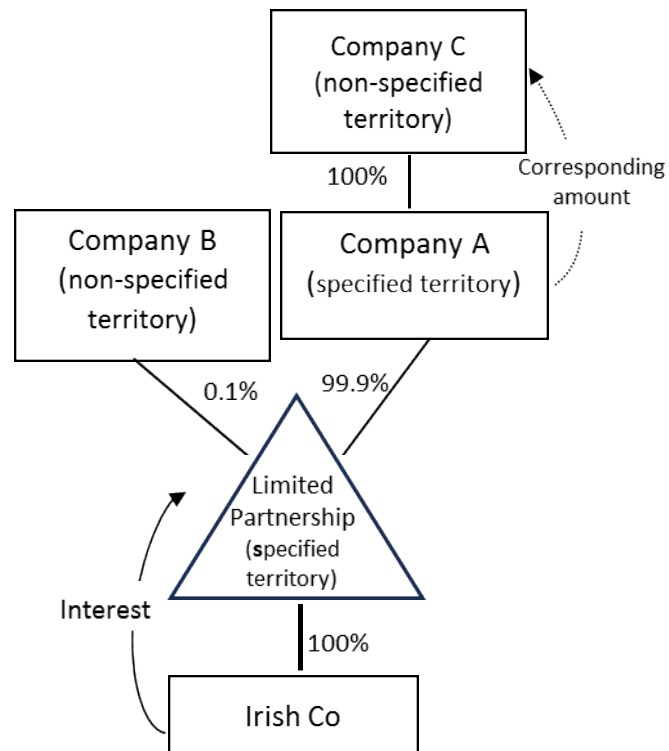 Company C
(non-specified
territory)
100%
Corresponding
amount
Company B
(non-specified
territory)
Company A
(specified territory)
0.1%
99.9%
Limited
Partnership
(specified
territory)
Interest
100%
Irish Co